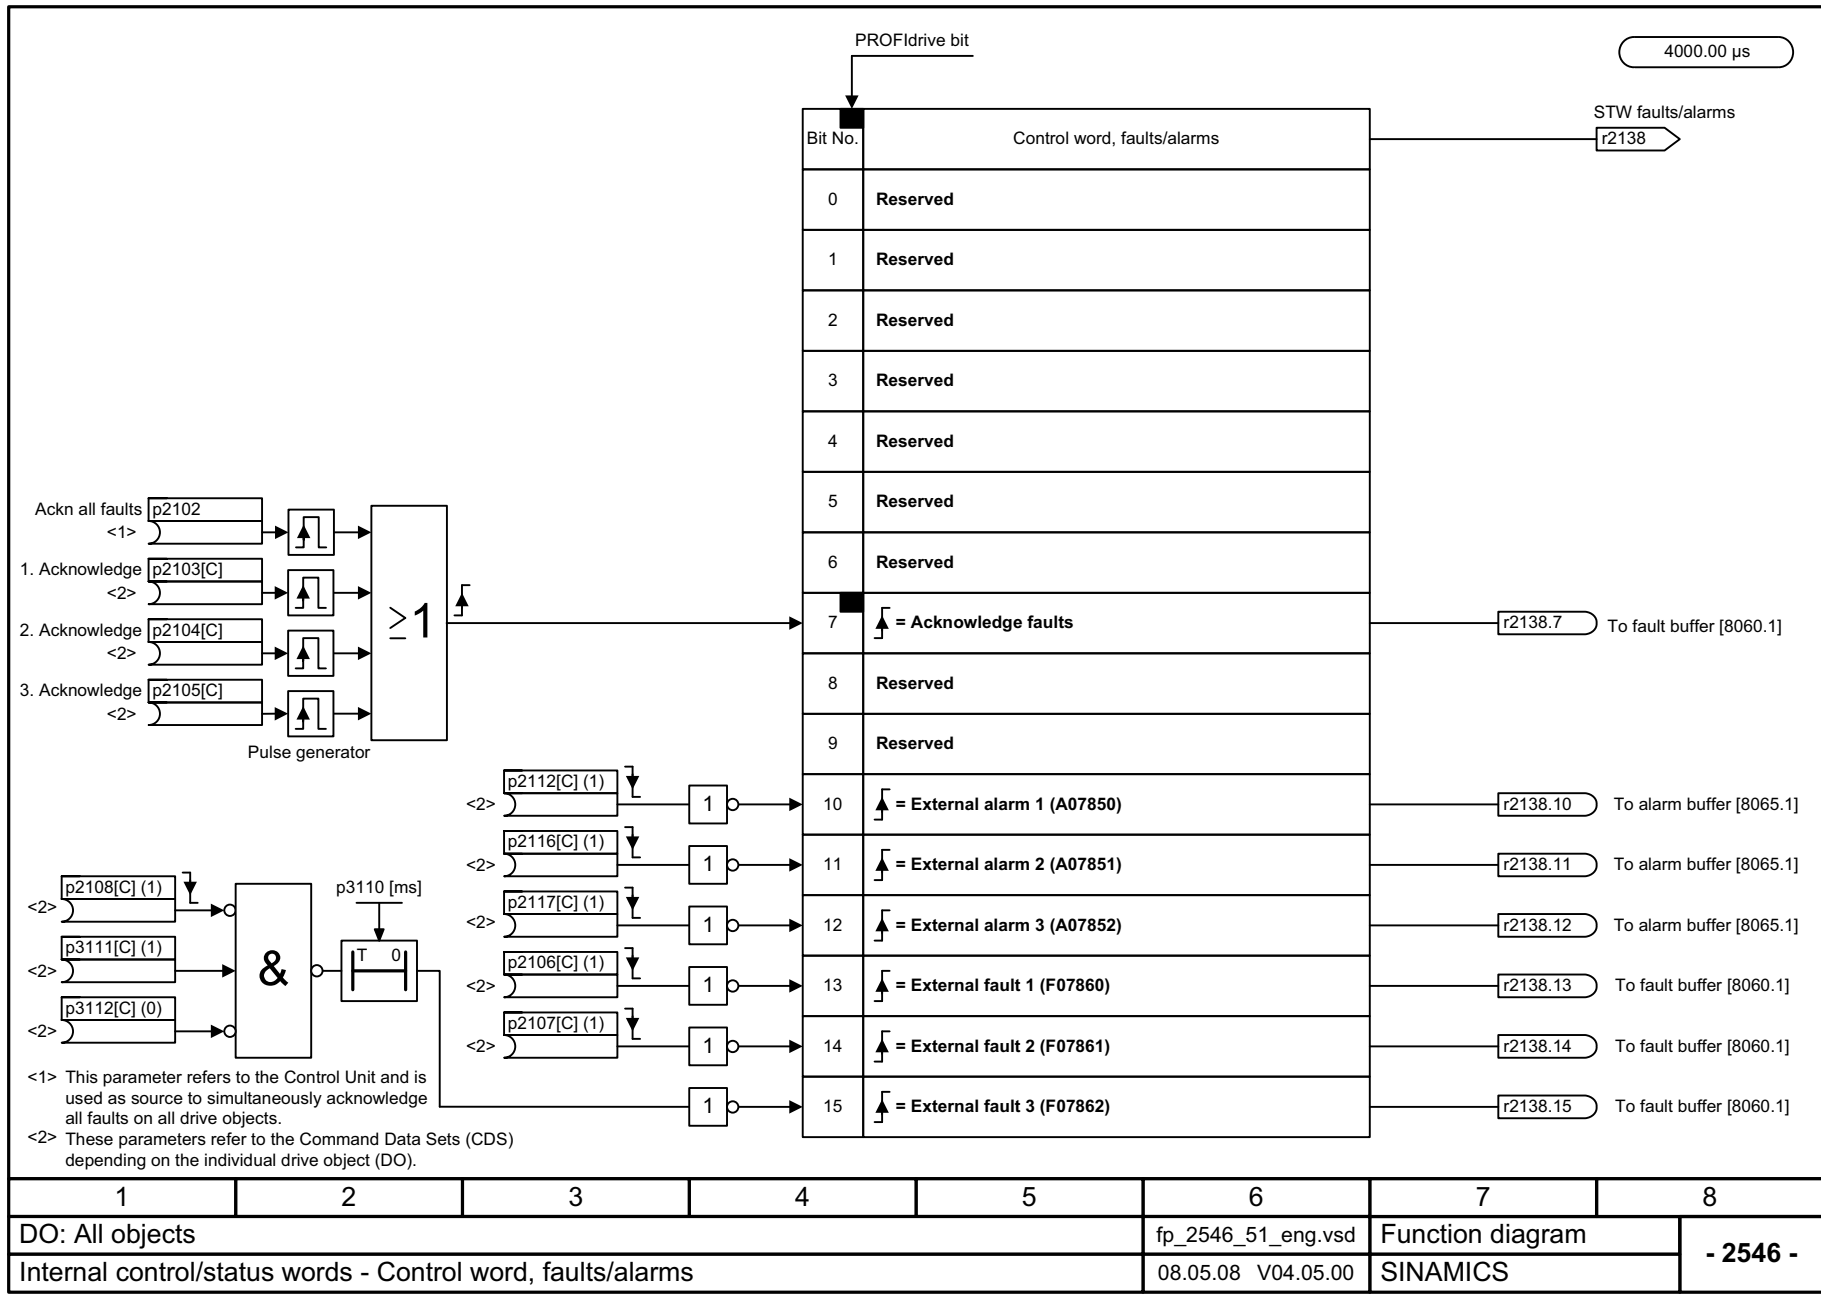 PROFIdrive bit
4000.00 µs
STW faults/alarms
Bit No. Control word, faults/alarms r2138
0 Reserved
1 Reserved
2 Reserved
3 Reserved
4 Reserved
5 Reserved
6 Reserved
7 = Acknowledge faults r2138.7 To fault buffer [8060.1]
8 Reserved
9 Reserved
10 = External alarm 1 (A07850) r2138.10 To alarm buffer [8065.1]
11 = External alarm 2 (A07851) r2138.11 To alarm buffer [8065.1]
12 = External alarm 3 (A07852) r2138.12 To alarm buffer [8065.1]
13 = External fault 1 (F07860) r2138.13 To fault buffer [8060.1]
14 = External fault 2 (F07861) r2138.14 To fault buffer [8060.1]
15 = External fault 3 (F07862) r2138.15 To fault buffer [8060.1]
Ackn all faults p2102
<1>
1. Acknowledge p2103[C]
<2>
2. Acknowledge p2104[C]
<2>
3. Acknowledge p2105[C]
<2>
≥1
Pulse generator
p2112[C] (1)
<2> 1
p2116[C] (1)
<2> 1
p2117[C] (1)
<2> 1
p2106[C] (1)
<2> 1
p2107[C] (1)
<2> 1
1
p2108[C] (1)
<2>
p3111[C] (1)
<2>
p3112[C] (0)
<2>
&
p3110 [ms]
T 0
<1> This parameter refers to the Control Unit and is
used as source to simultaneously acknowledge
all faults on all drive objects.
<2> These parameters refer to the Command Data Sets (CDS)
depending on the individual drive object (DO).
1 2 3 4 5 6 7 8
DO: All objects fp_2546_51_eng.vsd Function diagram
- 2546 -
Internal control/status words - Control word, faults/alarms 08.05.08 V04.05.00 SINAMICS